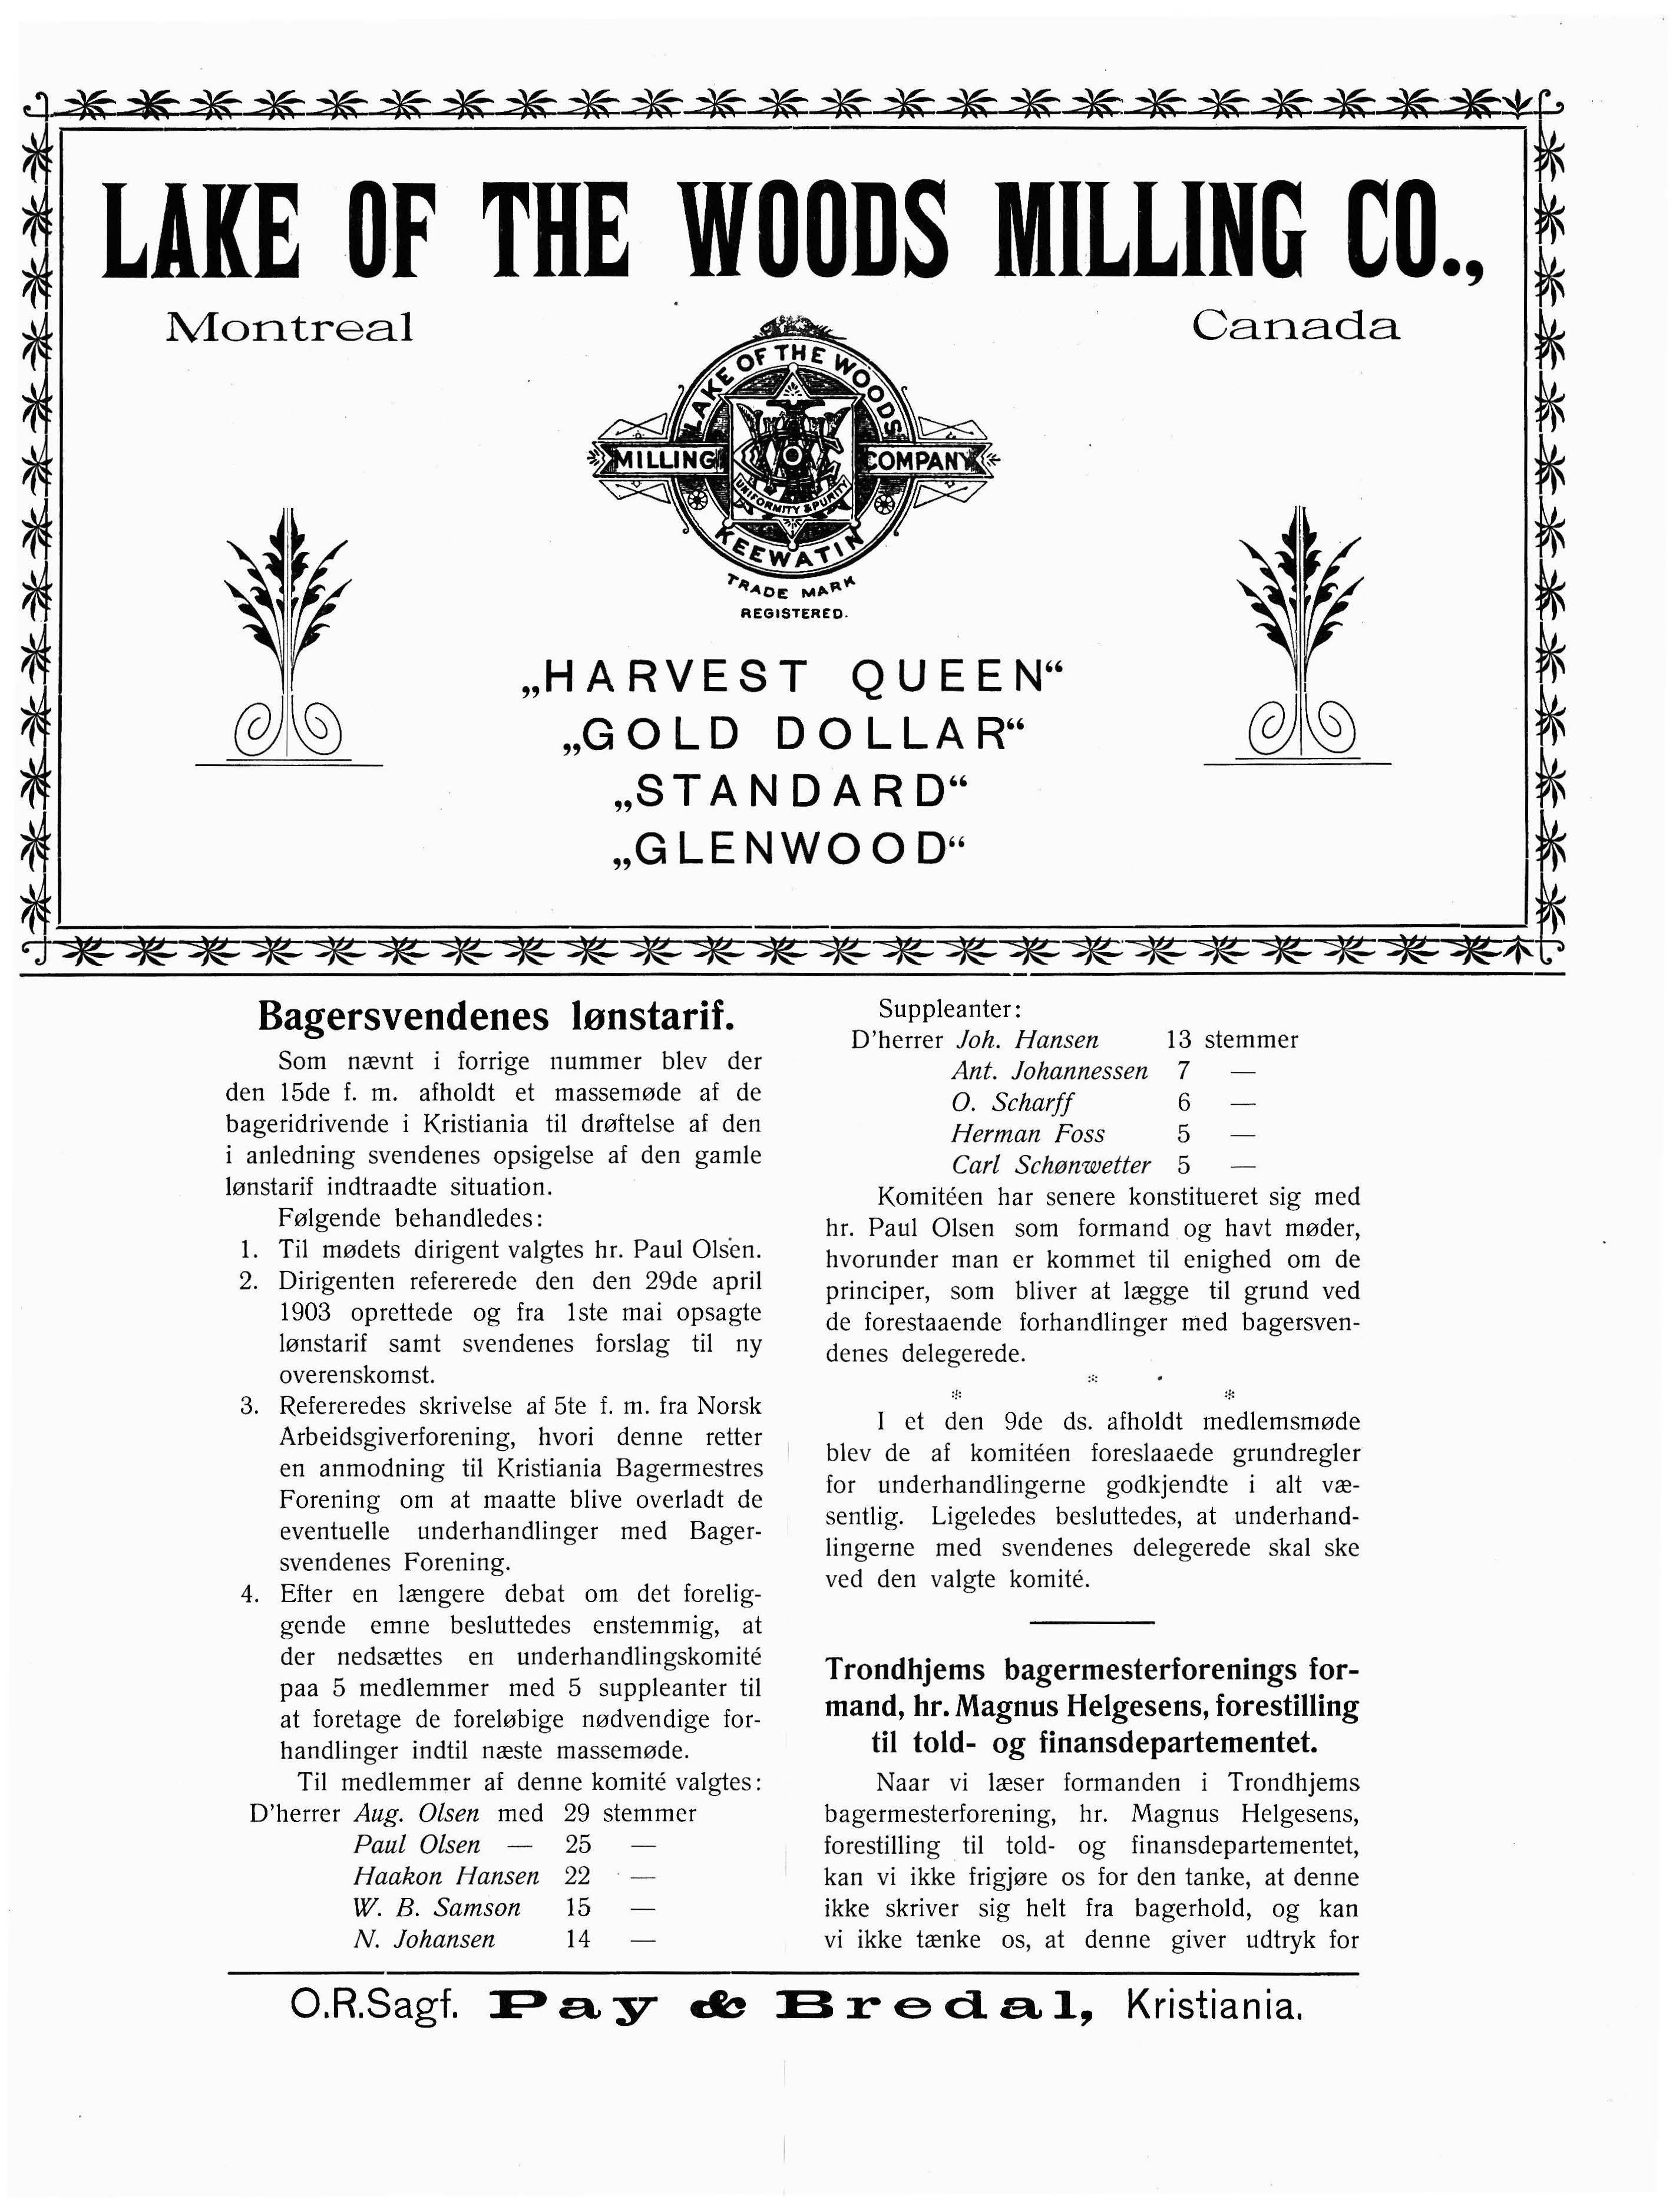 LAKE OF THE WOODS MILLING CO.,
Montreal
Canada
LAKE OF THE WOODS
MILLING COMPANY
UNIFORMITY & PURITY
KEEWATIN
TRADE MARK
REGISTERED.
„HARVEST QUEEN“
„GOLD DOLLAR“
„STANDARD“
„GLENWOOD“
Bagersvendenes lønstarif.
Som nævnt i forrige nummer blev der
den 15de f. m. afholdt et massemøde af de
bageridrivende i Kristiania til drøftelse af den
i anledning svendenes opsigelse af den gamle
lønstarif indtraadte situation.
Følgende behandledes:
1. Til mødets dirigent valgtes hr. Paul Olsen.
2. Dirigenten refererede den den 29de april
1903 oprettede og fra 1ste mai opsagte
lønstarif samt svendenes forslag til ny
overenskomst.
3. Refereredes skrivelse af 5te f. m. fra Norsk
Arbeidsgiverforening, hvori denne retter
en anmodning til Kristiania Bagermestres
Forening om at maatte blive overladt de
eventuelle underhandlinger med Bager-
svendenes Forening.
4. Efter en længere debat om det forelig-
gende emne besluttedes enstemmig, at
der nedsættes en underhandlingskomité
paa 5 medlemmer med 5 suppleanter til
at foretage de foreløbige nødvendige for-
handlinger indtil næste massemøde.
Til medlemmer af denne komité valgtes:
D'herrer Aug. Olsen med 29 stemmer
Paul Olsen — 25 —
Haakon Hansen 22 —
W. B. Samson 15 —
N. Johansen 14 —
Suppleanter:
D'herrer Joh. Hansen 13 stemmer
Ant. Johannessen 7 —
O. Scharff 6 —
Herman Foss 5 —
Carl Schønwetter 5 —
Komitéen har senere konstitueret sig med
hr. Paul Olsen som formand og havt møder,
hvorunder man er kommet til enighed om de
principer, som bliver at lægge til grund ved
de forestaaende forhandlinger med bagersven-
denes delegerede.
* * *
I et den 9de ds. afholdt medlemsmøde
blev de af komitéen foreslaaede grundregler
for underhandlingerne godkjendte i alt væ-
sentlig. Ligeledes besluttedes, at underhand-
lingerne med svendenes delegerede skal ske
ved den valgte komité.
Trondhjems bagermesterforenings for-
mand, hr. Magnus Helgesens, forestilling
til told- og finansdepartementet.
Naar vi læser formanden i Trondhjems
bagermesterforening, hr. Magnus Helgesens,
forestilling til told- og finansdepartementet,
kan vi ikke frigjøre os for den tanke, at denne
ikke skriver sig helt fra bagerhold, og kan
vi ikke tænke os, at denne giver udtryk for
O.R.Sagf. Pay & Bredal, Kristiania.